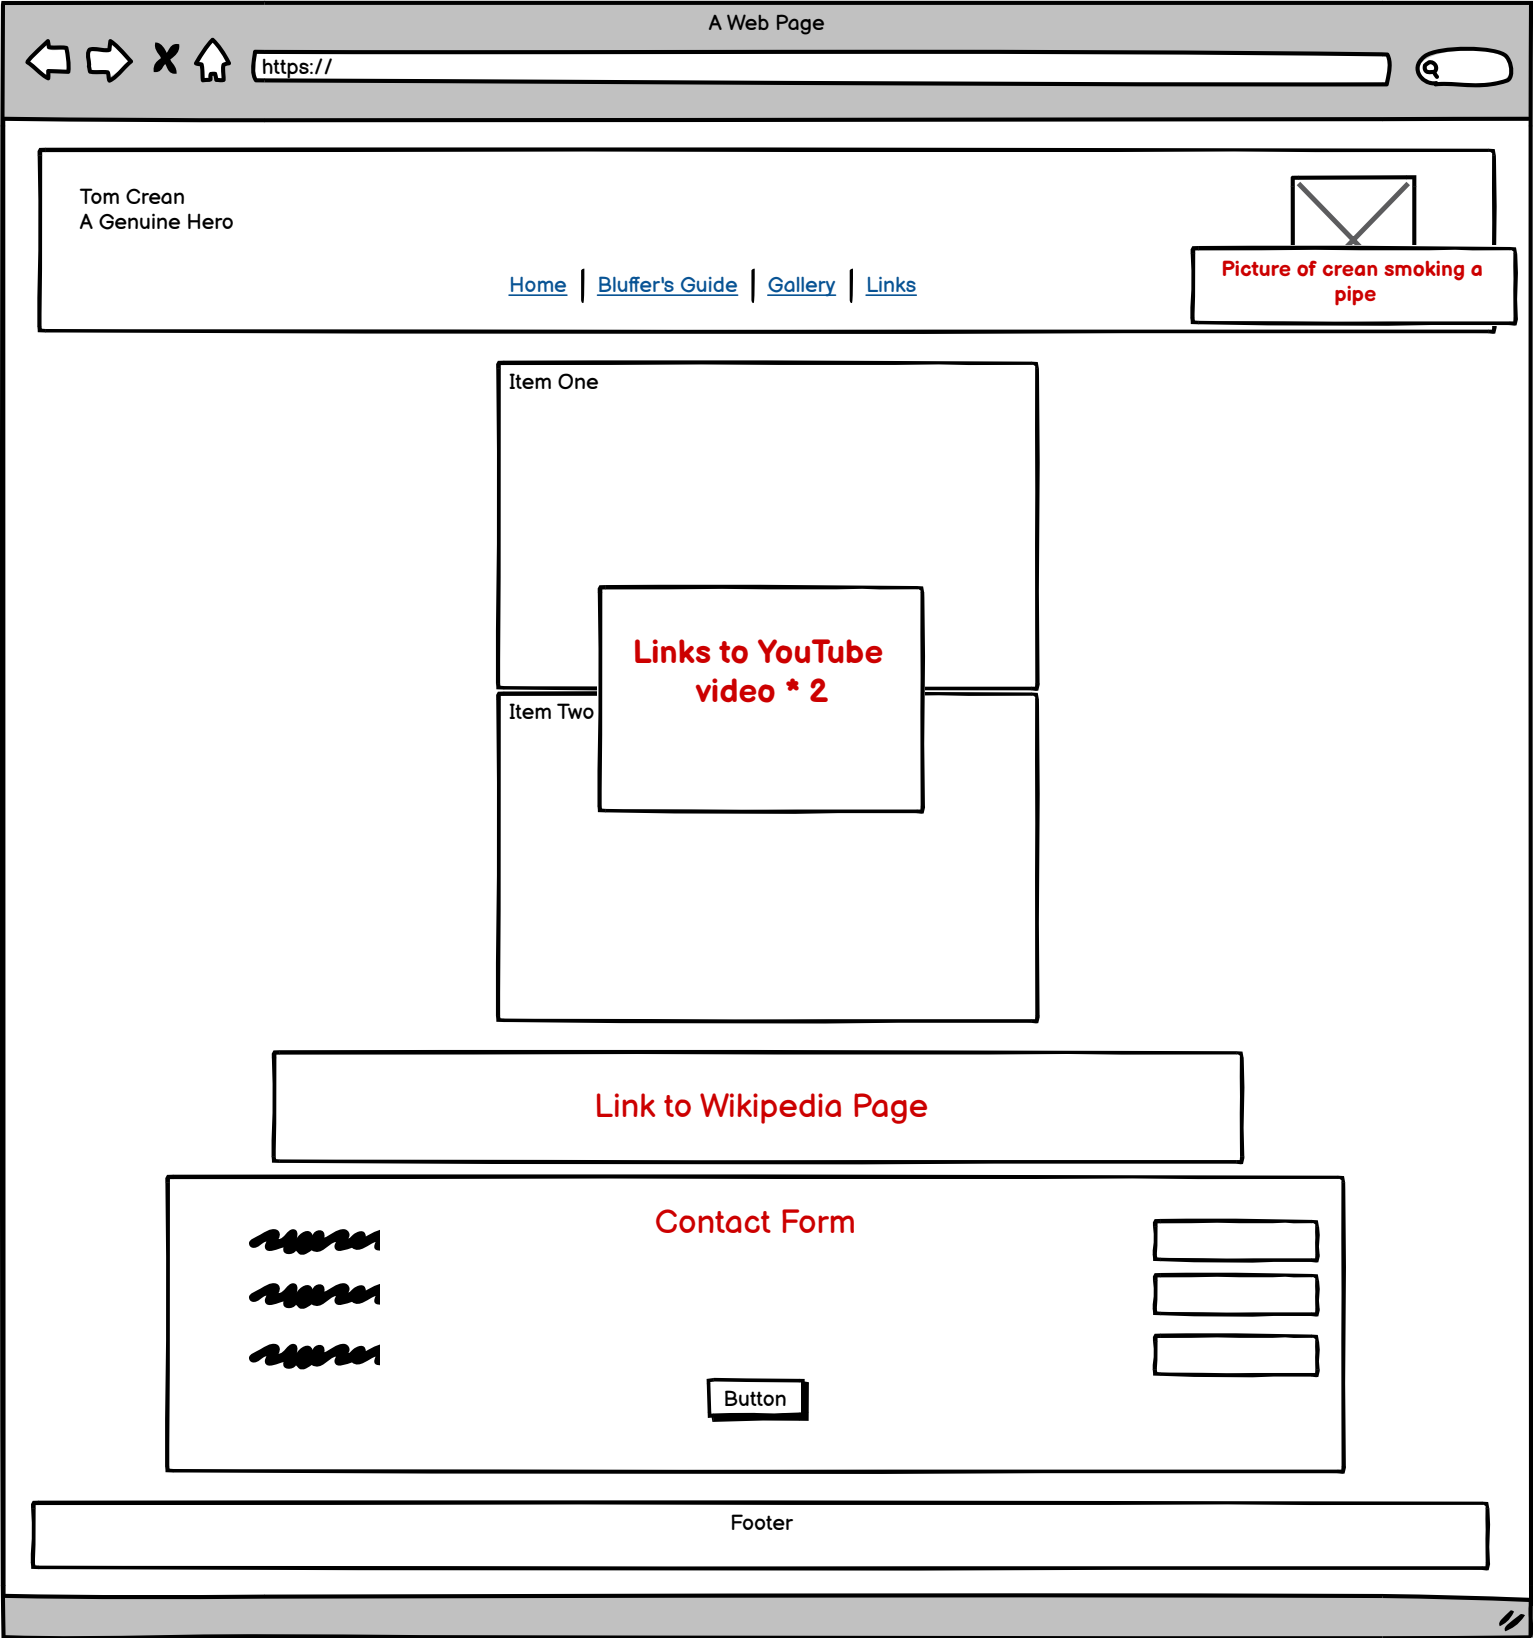 A Web Page
https://
Tom Crean
A Genuine Hero
Picture of crean smoking a
pipe
Home | Bluffer's Guide | Gallery | Links
Item One
Links to YouTube
video * 2
Item Two
Link to Wikipedia Page
Contact Form
Button
Footer